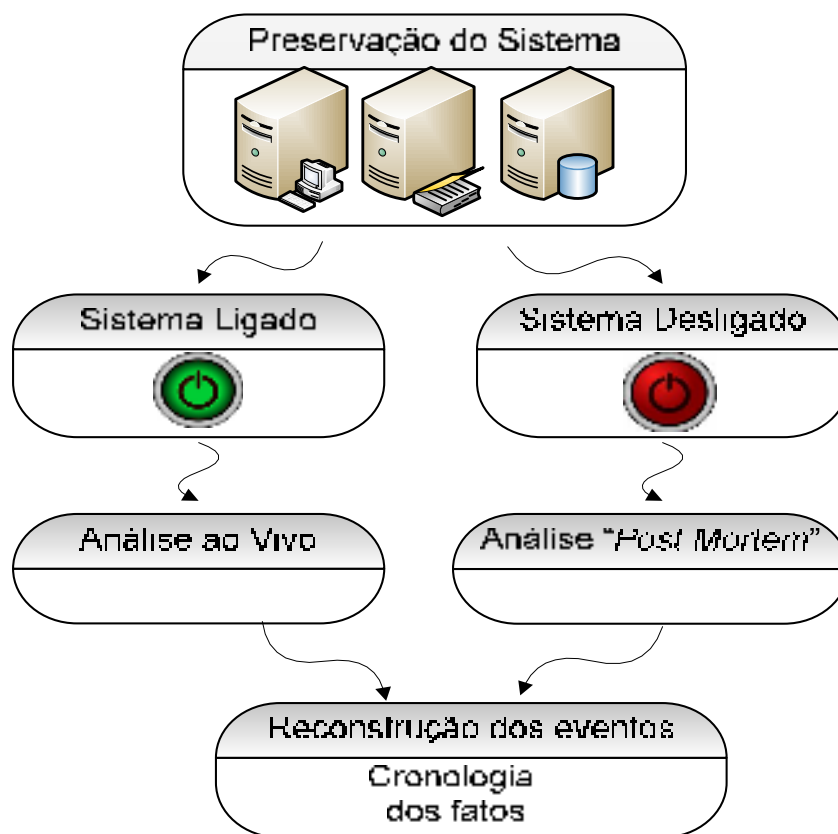 Preservação do Sistema
Sistema Ligado
Sistema Desligado
Análise ao Vivo
Análise “Post Mortem”
Reconstrução dos eventos
Cronologia
dos fatos